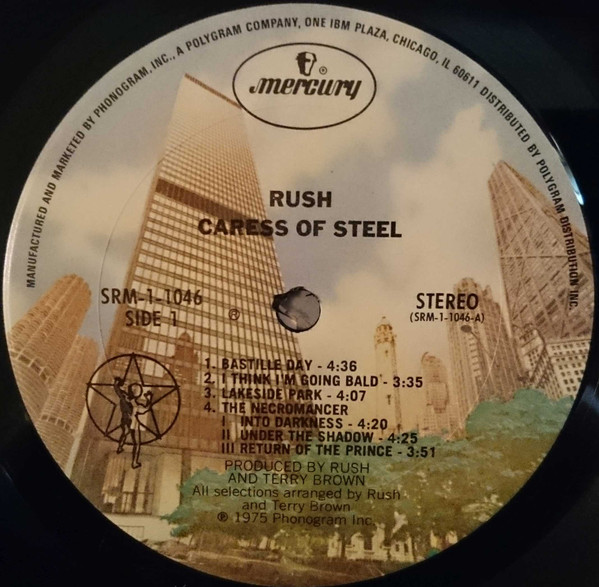 MANUFACTURED AND MARKETED BY PHONOGRAM, INC., A POLYGRAM COMPANY, ONE IBM PLAZA, CHICAGO, IL 60611 DISTRIBUTED BY POLYGRAM DISTRIBUTION INC.
mercury ®
RUSH
CARESS OF STEEL
SRM-1-1046
SIDE 1
℗
STEREO
(SRM-1-1046-A)
1. BASTILLE DAY - 4:36
2. I THINK I'M GOING BALD - 3:35
3. LAKESIDE PARK - 4:07
4. THE NECROMANCER
I INTO DARKNESS - 4:20
II UNDER THE SHADOW - 4:25
III RETURN OF THE PRINCE - 3:51
PRODUCED BY RUSH
AND TERRY BROWN
All selections arranged by Rush
and Terry Brown
℗ 1975 Phonogram Inc.